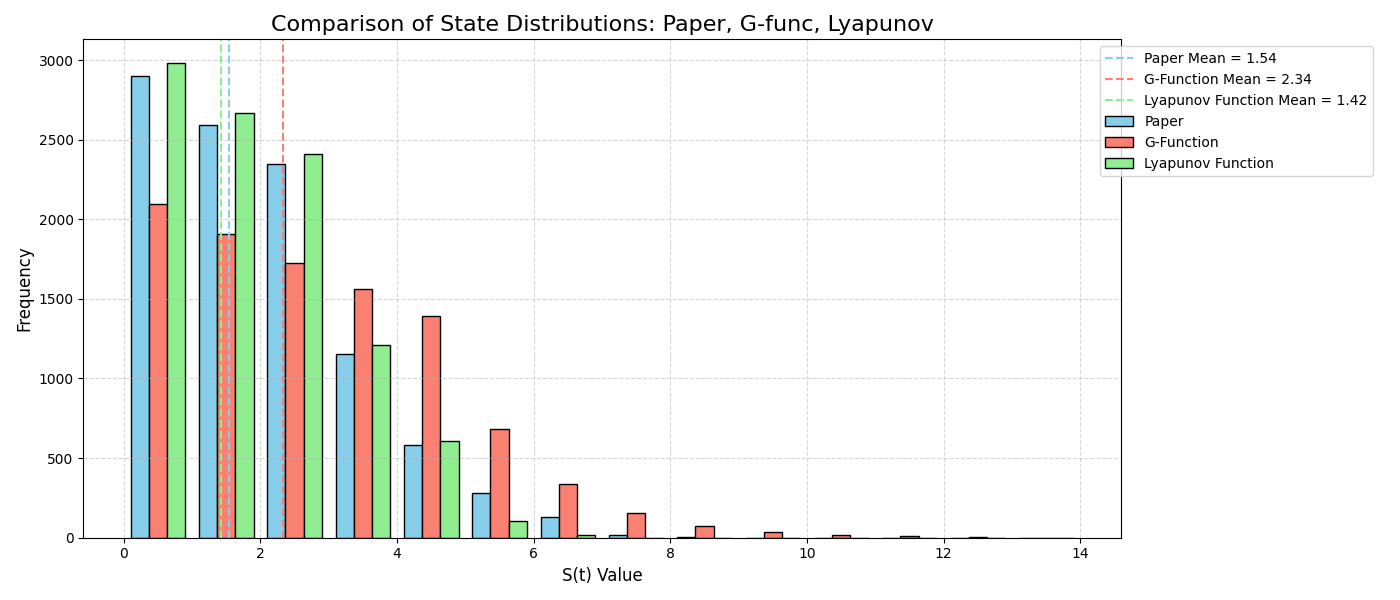 Comparison of State Distributions: Paper, G-func, Lyapunov
Paper Mean = 1.54
G-Function Mean = 2.34
Lyapunov Function Mean = 1.42
Paper
G-Function
Lyapunov Function
Frequency
3000
2500
2000
1500
1000
500
0
0 2 4 6 8 10 12 14
S(t) Value